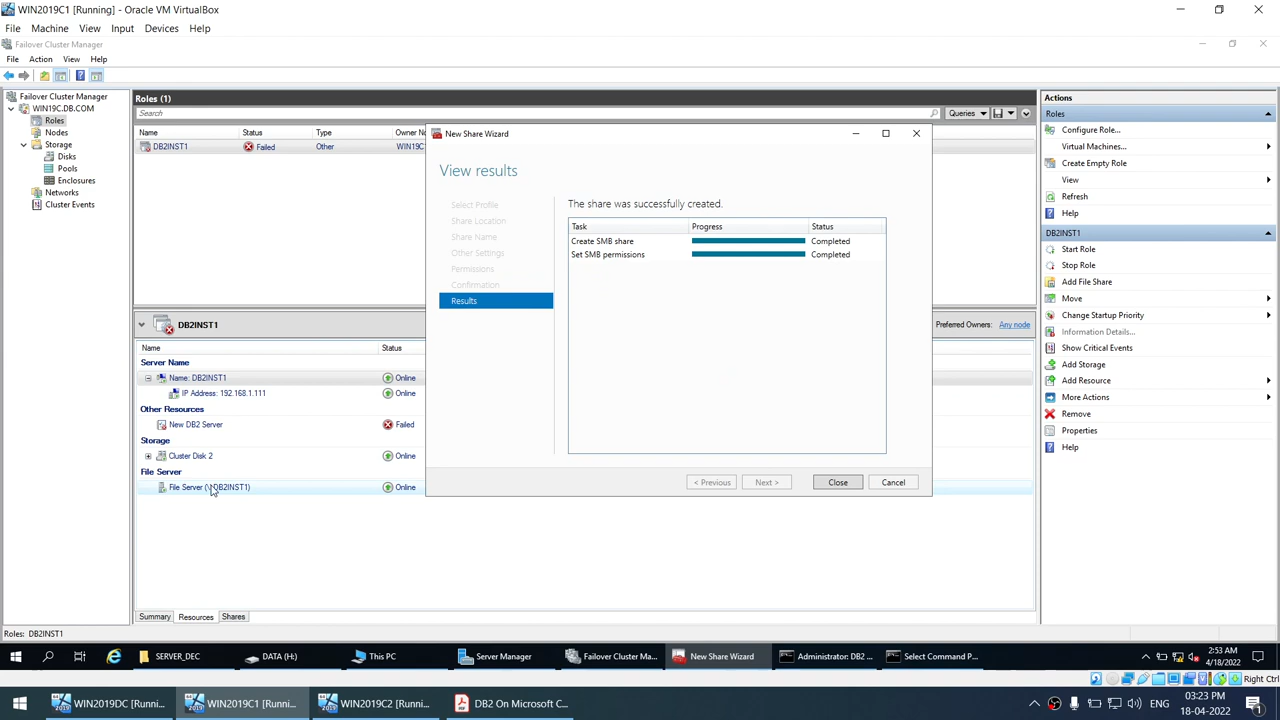 WIN2019C1 [Running] - Oracle VM VirtualBox
File Machine View Input Devices Help
Failover Cluster Manager
File Action View Help
Failover Cluster Manager
WIN19C.DB.COM
Roles
Nodes
Storage
Disks
Pools
Enclosures
Networks
Cluster Events
Roles (1)
Search
Queries
Name Status Type Owner No
DB2INST1 Failed Other WIN19C
New Share Wizard
View results
Select Profile
Share Location
Share Name
Other Settings
Permissions
Confirmation
Results
The share was successfully created.
Task Progress Status
Create SMB share Completed
Set SMB permissions Completed
< Previous Next > Close Cancel
DB2INST1
Preferred Owners: Any node
Name Status
Server Name
Name: DB2INST1 Online
IP Address: 192.168.1.111 Online
Other Resources
New DB2 Server Failed
Storage
Cluster Disk 2 Online
File Server
File Server (\\DB2INST1) Online
Summary Resources Shares
Roles: DB2INST1
Actions
Roles
Configure Role...
Virtual Machines...
Create Empty Role
View
Refresh
Help
DB2INST1
Start Role
Stop Role
Add File Share
Move
Change Startup Priority
Information Details...
Show Critical Events
Add Storage
Add Resource
More Actions
Remove
Properties
Help
SERVER_DEC DATA (H:) This PC Server Manager Failover Cluster Ma... New Share Wizard Administrator: DB2 ... Select Command P...
2:53 AM
4/18/2022
Right Ctrl
WIN2019DC [Runnin... WIN2019C1 [Runni... WIN2019C2 [Runni... DB2 On Microsoft C...
03:23 PM
18-04-2022